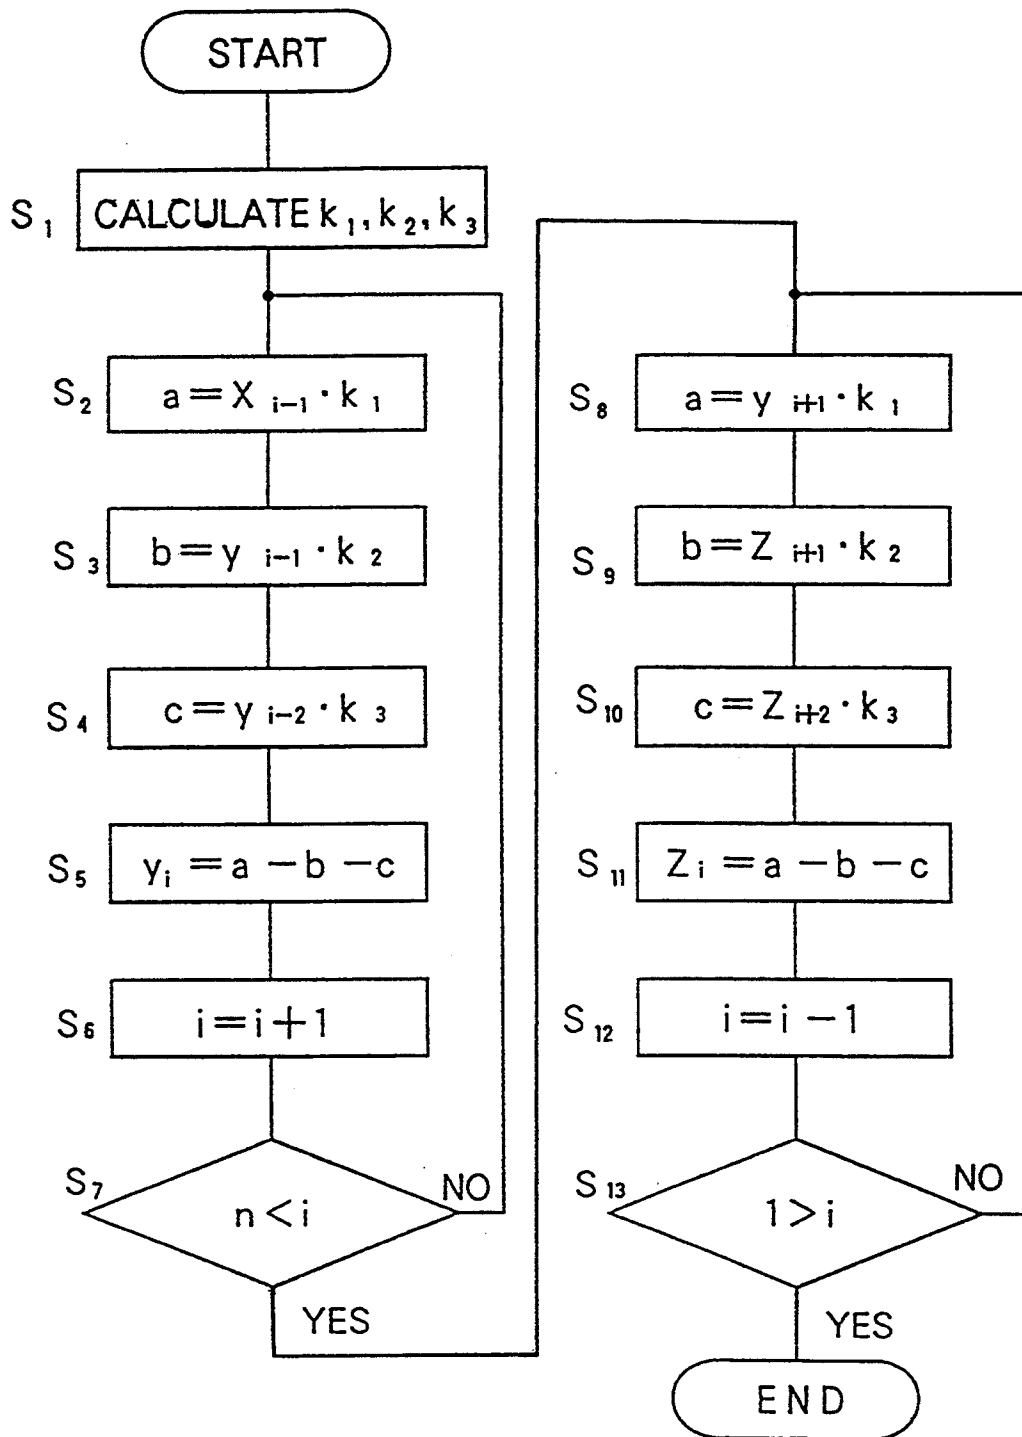 START
S₁ CALCULATE k₁, k₂, k₃
S₂ a = X i−1 · k₁
S₃ b = y i−1 · k₂
S₄ c = y i−2 · k₃
S₅ yᵢ = a − b − c
S₆ i = i + 1
S₇ n < i NO
YES
S₈ a = y i+1 · k₁
S₉ b = Z i+1 · k₂
S₁₀ c = Z i+2 · k₃
S₁₁ Zᵢ = a − b − c
S₁₂ i = i − 1
S₁₃ 1 > i NO
YES
END